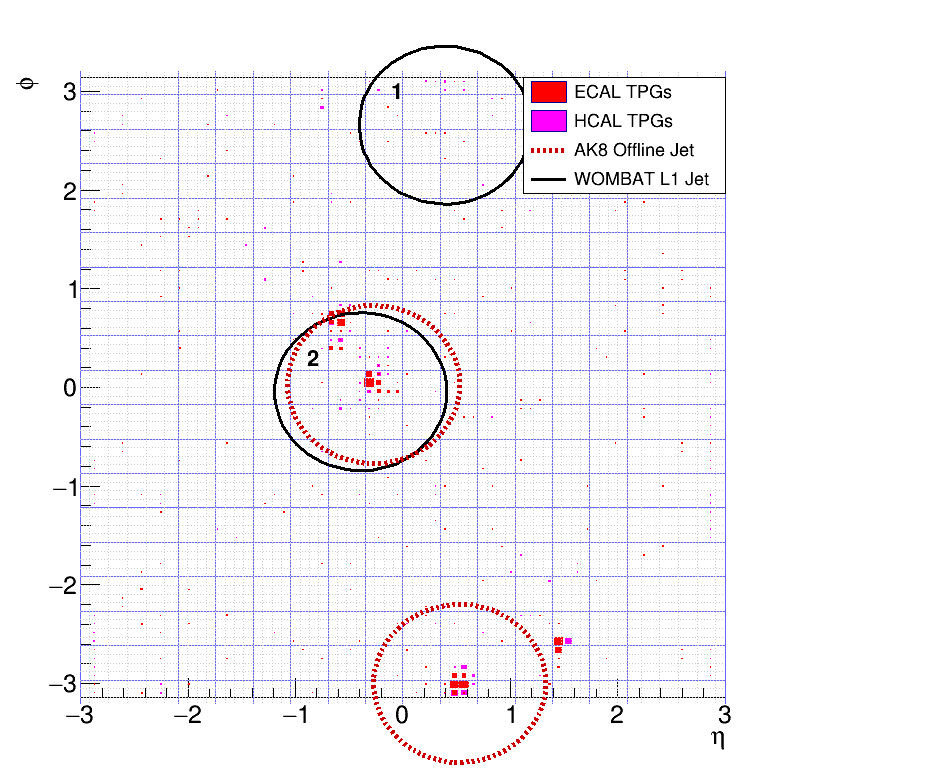 ϕ
3
2
1
0
−1
−2
−3
1
2
ECAL TPGs
HCAL TPGs
AK8 Offline Jet
WOMBAT L1 Jet
−3 −2 −1 0 1 2 3
η